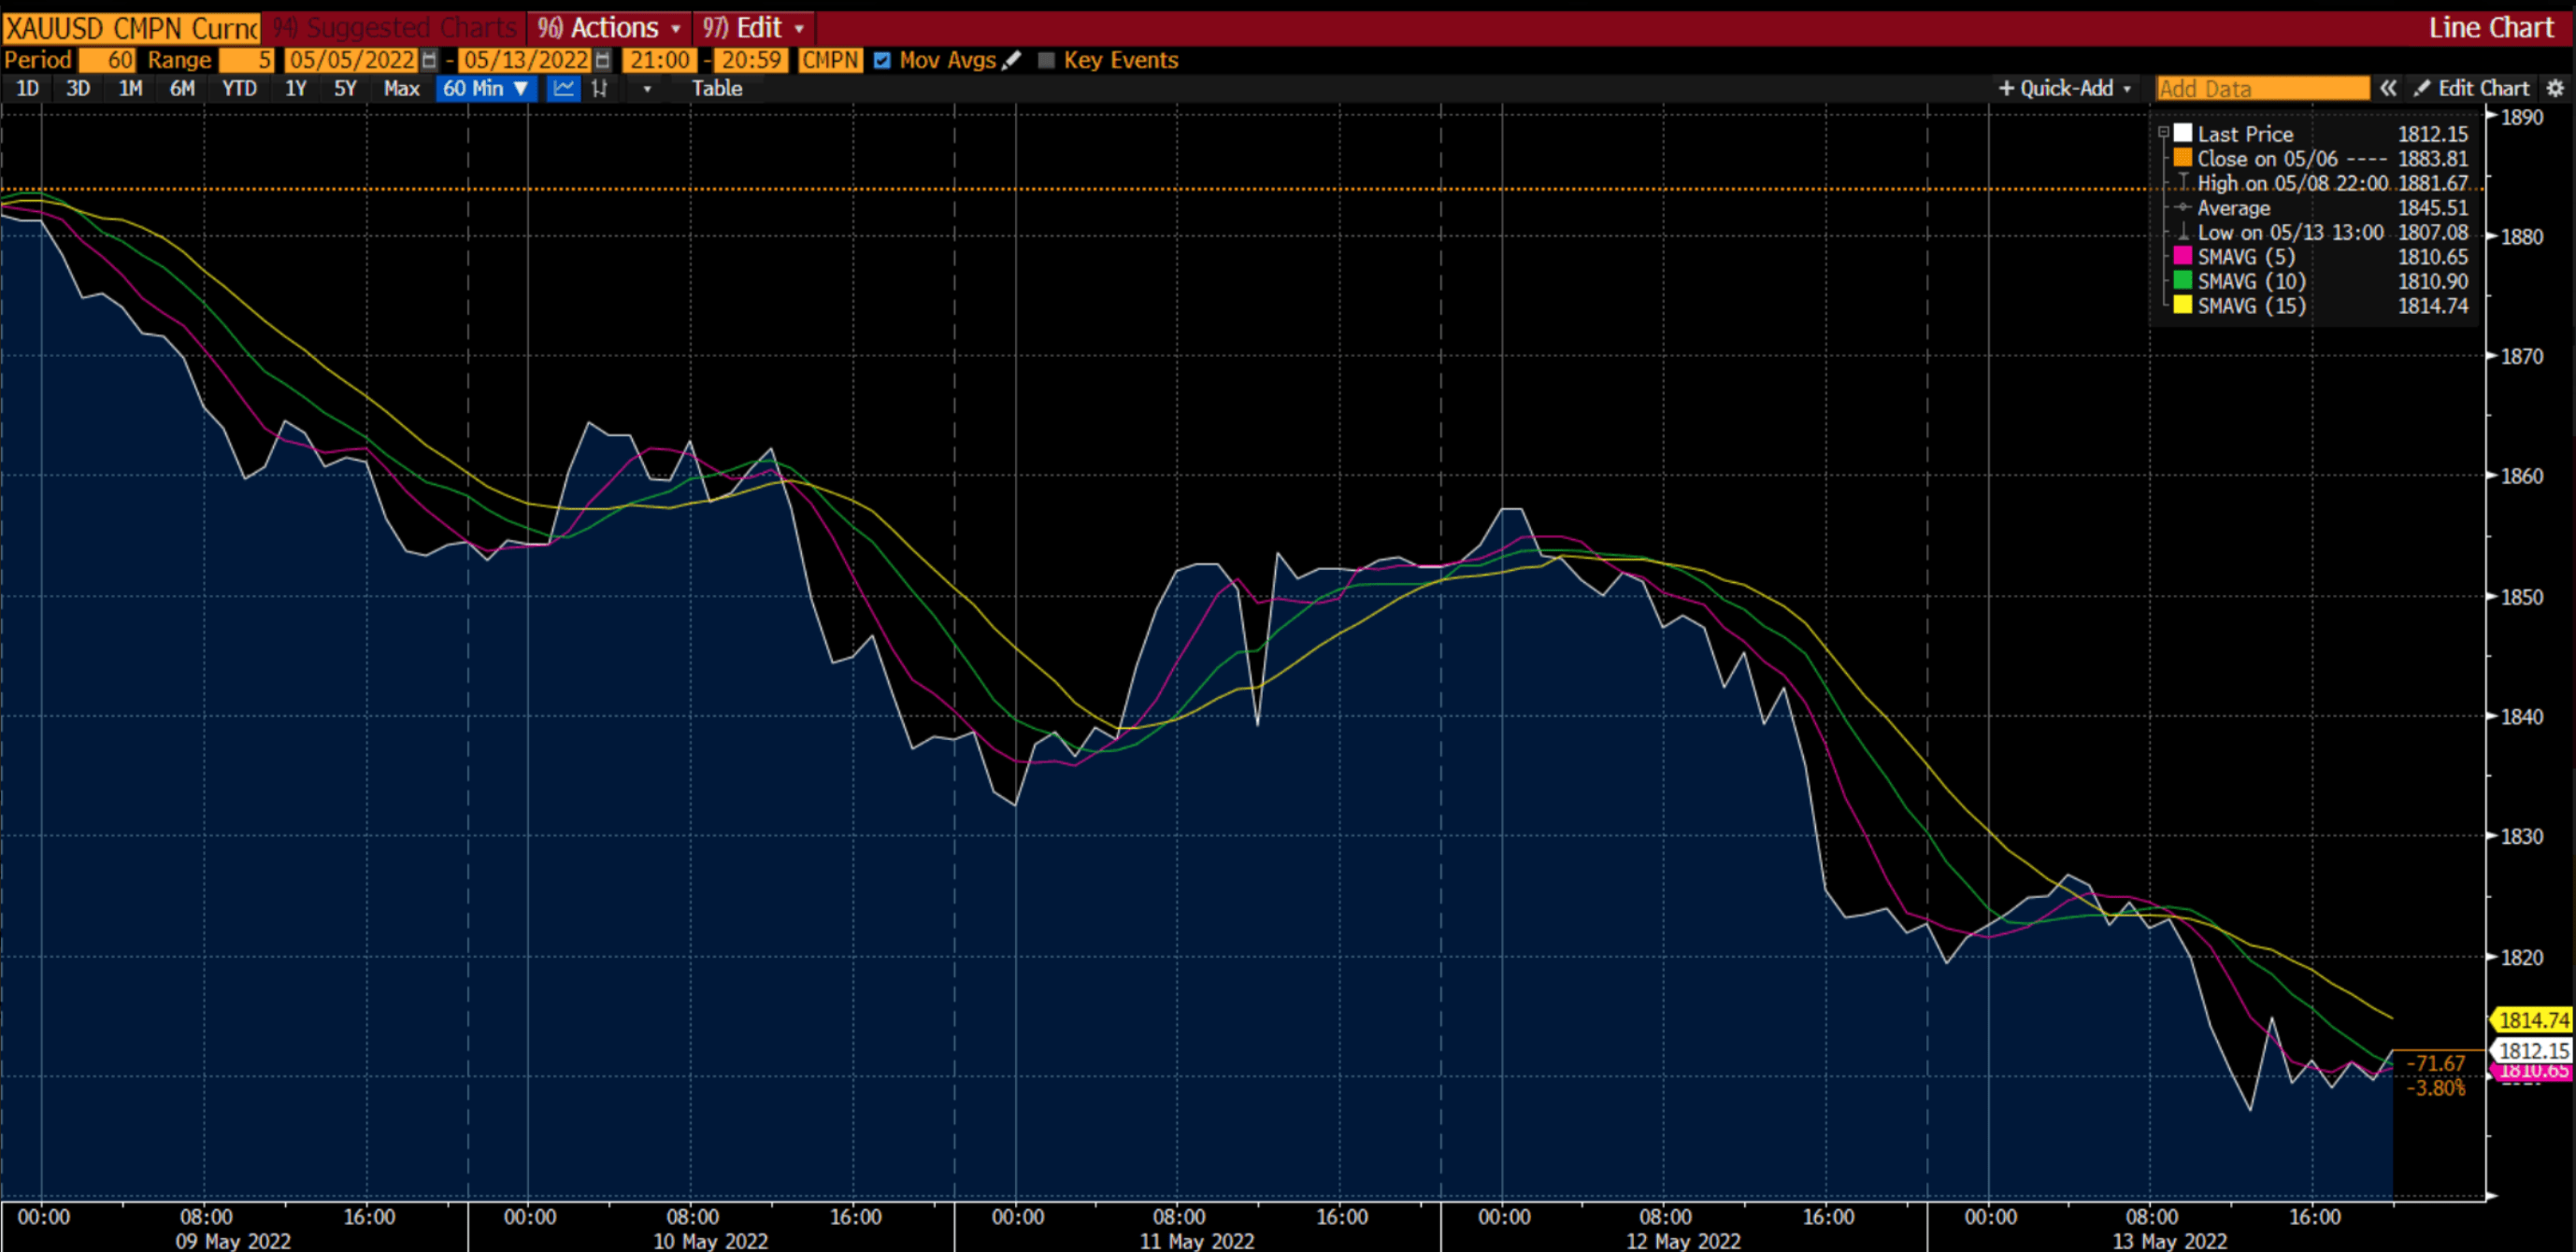 XAUUSD CMPN Curnc 94) Suggested Charts 96) Actions 97) Edit Line Chart
Period 60 Range 5 05/05/2022 - 05/13/2022 21:00 - 20:59 CMPN Mov Avgs Key Events
1D 3D 1M 6M YTD 1Y 5Y Max 60 Min ▼ Table + Quick-Add Add Data « Edit Chart
Last Price 1812.15
Close on 05/06 ---- 1883.81
High on 05/08 22:00 1881.67
Average 1845.51
Low on 05/13 13:00 1807.08
SMAVG (5) 1810.65
SMAVG (10) 1810.90
SMAVG (15) 1814.74
1890
1880
1870
1860
1850
1840
1830
1820
1814.74
1812.15
1810.65
-71.67
-3.80%
00:00 08:00 16:00 00:00 08:00 16:00 00:00 08:00 16:00 00:00 08:00 16:00 00:00 08:00 16:00
09 May 2022 10 May 2022 11 May 2022 12 May 2022 13 May 2022